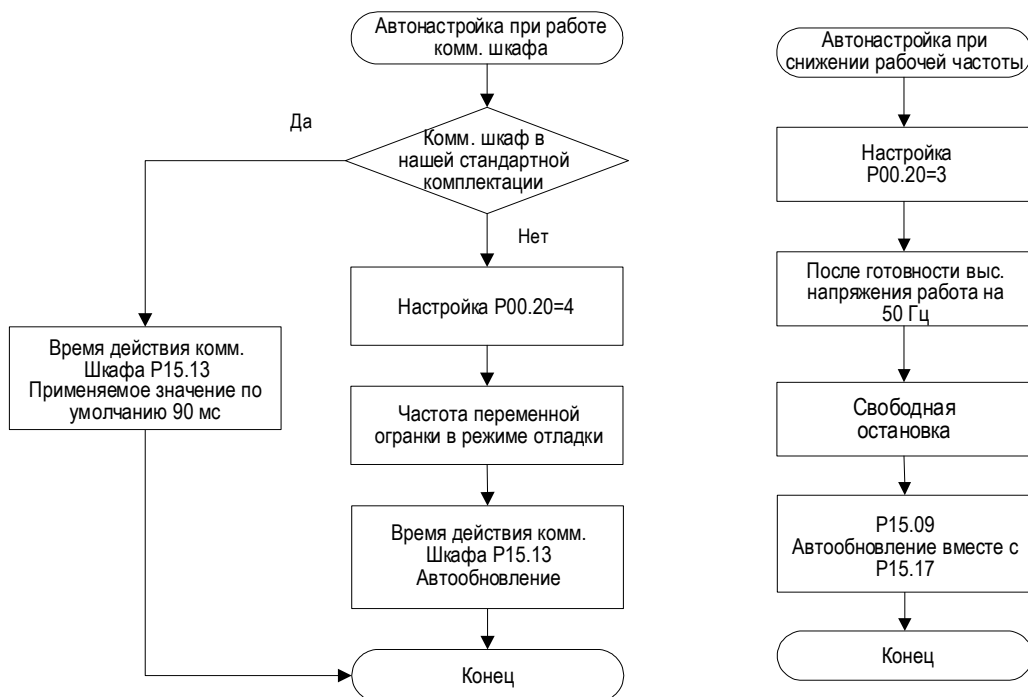 Автонастройка при работе
комм. шкафа
Да
Комм. шкаф в
нашей стандартной
комплектации
Нет
Настройка P00.20=4
Время действия комм.
Шкафа P15.13
Применяемое значение по
умолчанию 90 мс
Частота переменной
огранки в режиме отладки
Время действия комм.
Шкафа P15.13
Автообновление
Конец
Автонастройка при
снижении рабочей частоты
Настройка
P00.20=3
После готовности выс.
напряжения работа на
50 Гц
Свободная
остановка
P15.09
Автообновление вместе с
P15.17
Конец